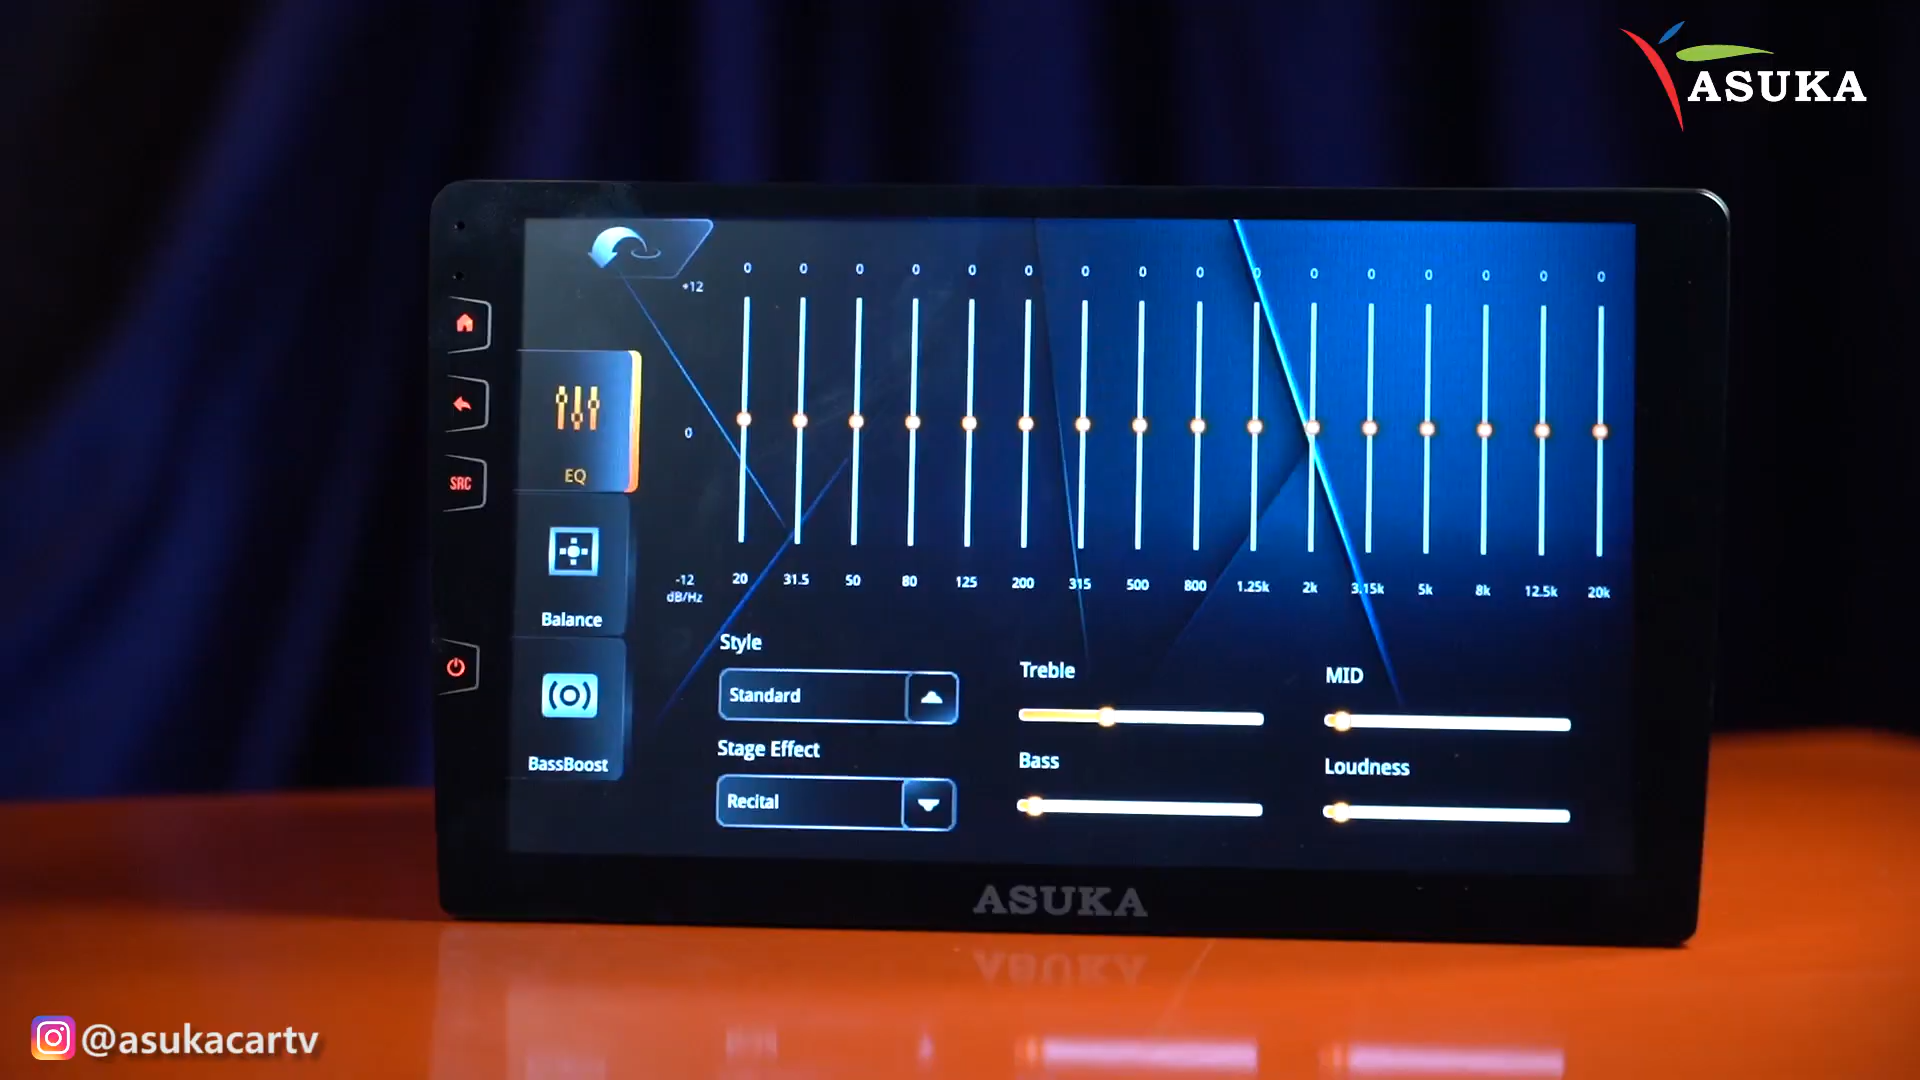 ASUKA
0 0 0 0 0 0 0 0 0 0 0 0 0 0 0 0
+12
0
-12
dB/Hz
20 31.5 50 80 125 200 315 500 800 1.25k 2k 3.15k 5k 8k 12.5k 20k
SRC
EQ
Balance
BassBoost
Style
Standard
Stage Effect
Recital
Treble
Bass
MID
Loudness
ASUKA
@asukacartv